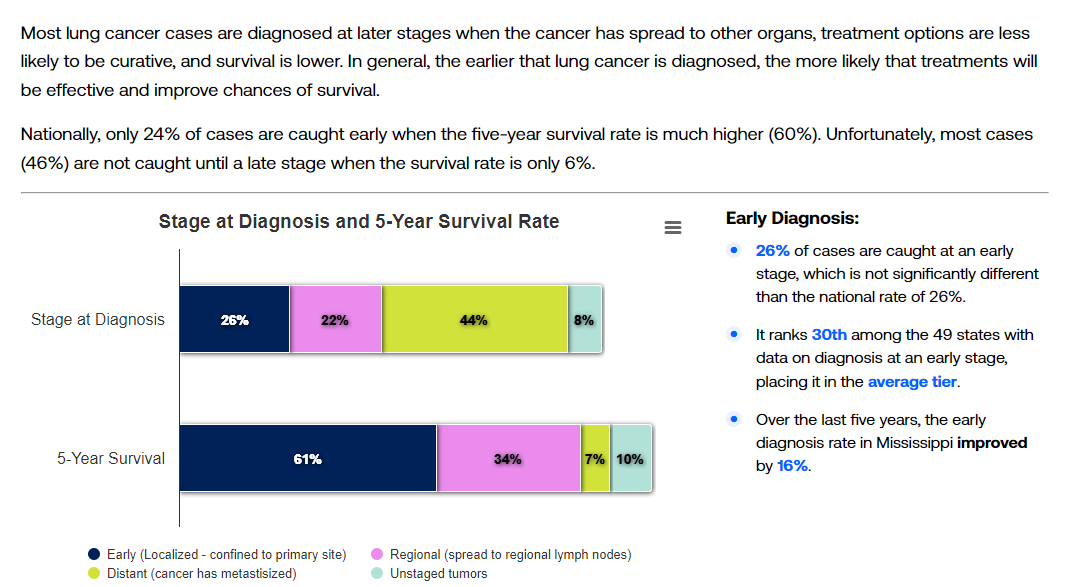 Most lung cancer cases are diagnosed at later stages when the cancer has spread to other organs, treatment options are less
likely to be curative, and survival is lower. In general, the earlier that lung cancer is diagnosed, the more likely that treatments will
be effective and improve chances of survival.
Nationally, only 24% of cases are caught early when the five-year survival rate is much higher (60%). Unfortunately, most cases
(46%) are not caught until a late stage when the survival rate is only 6%.
Stage at Diagnosis and 5-Year Survival Rate
Stage at Diagnosis
26%
22%
44%
8%
5-Year Survival
61%
34%
7%
10%
Early (Localized - confined to primary site)
Regional (spread to regional lymph nodes)
Distant (cancer has metastisized)
Unstaged tumors
Early Diagnosis:
26% of cases are caught at an early
stage, which is not significantly different
than the national rate of 26%.
It ranks 30th among the 49 states with
data on diagnosis at an early stage,
placing it in the average tier.
Over the last five years, the early
diagnosis rate in Mississippi improved
by 16%.